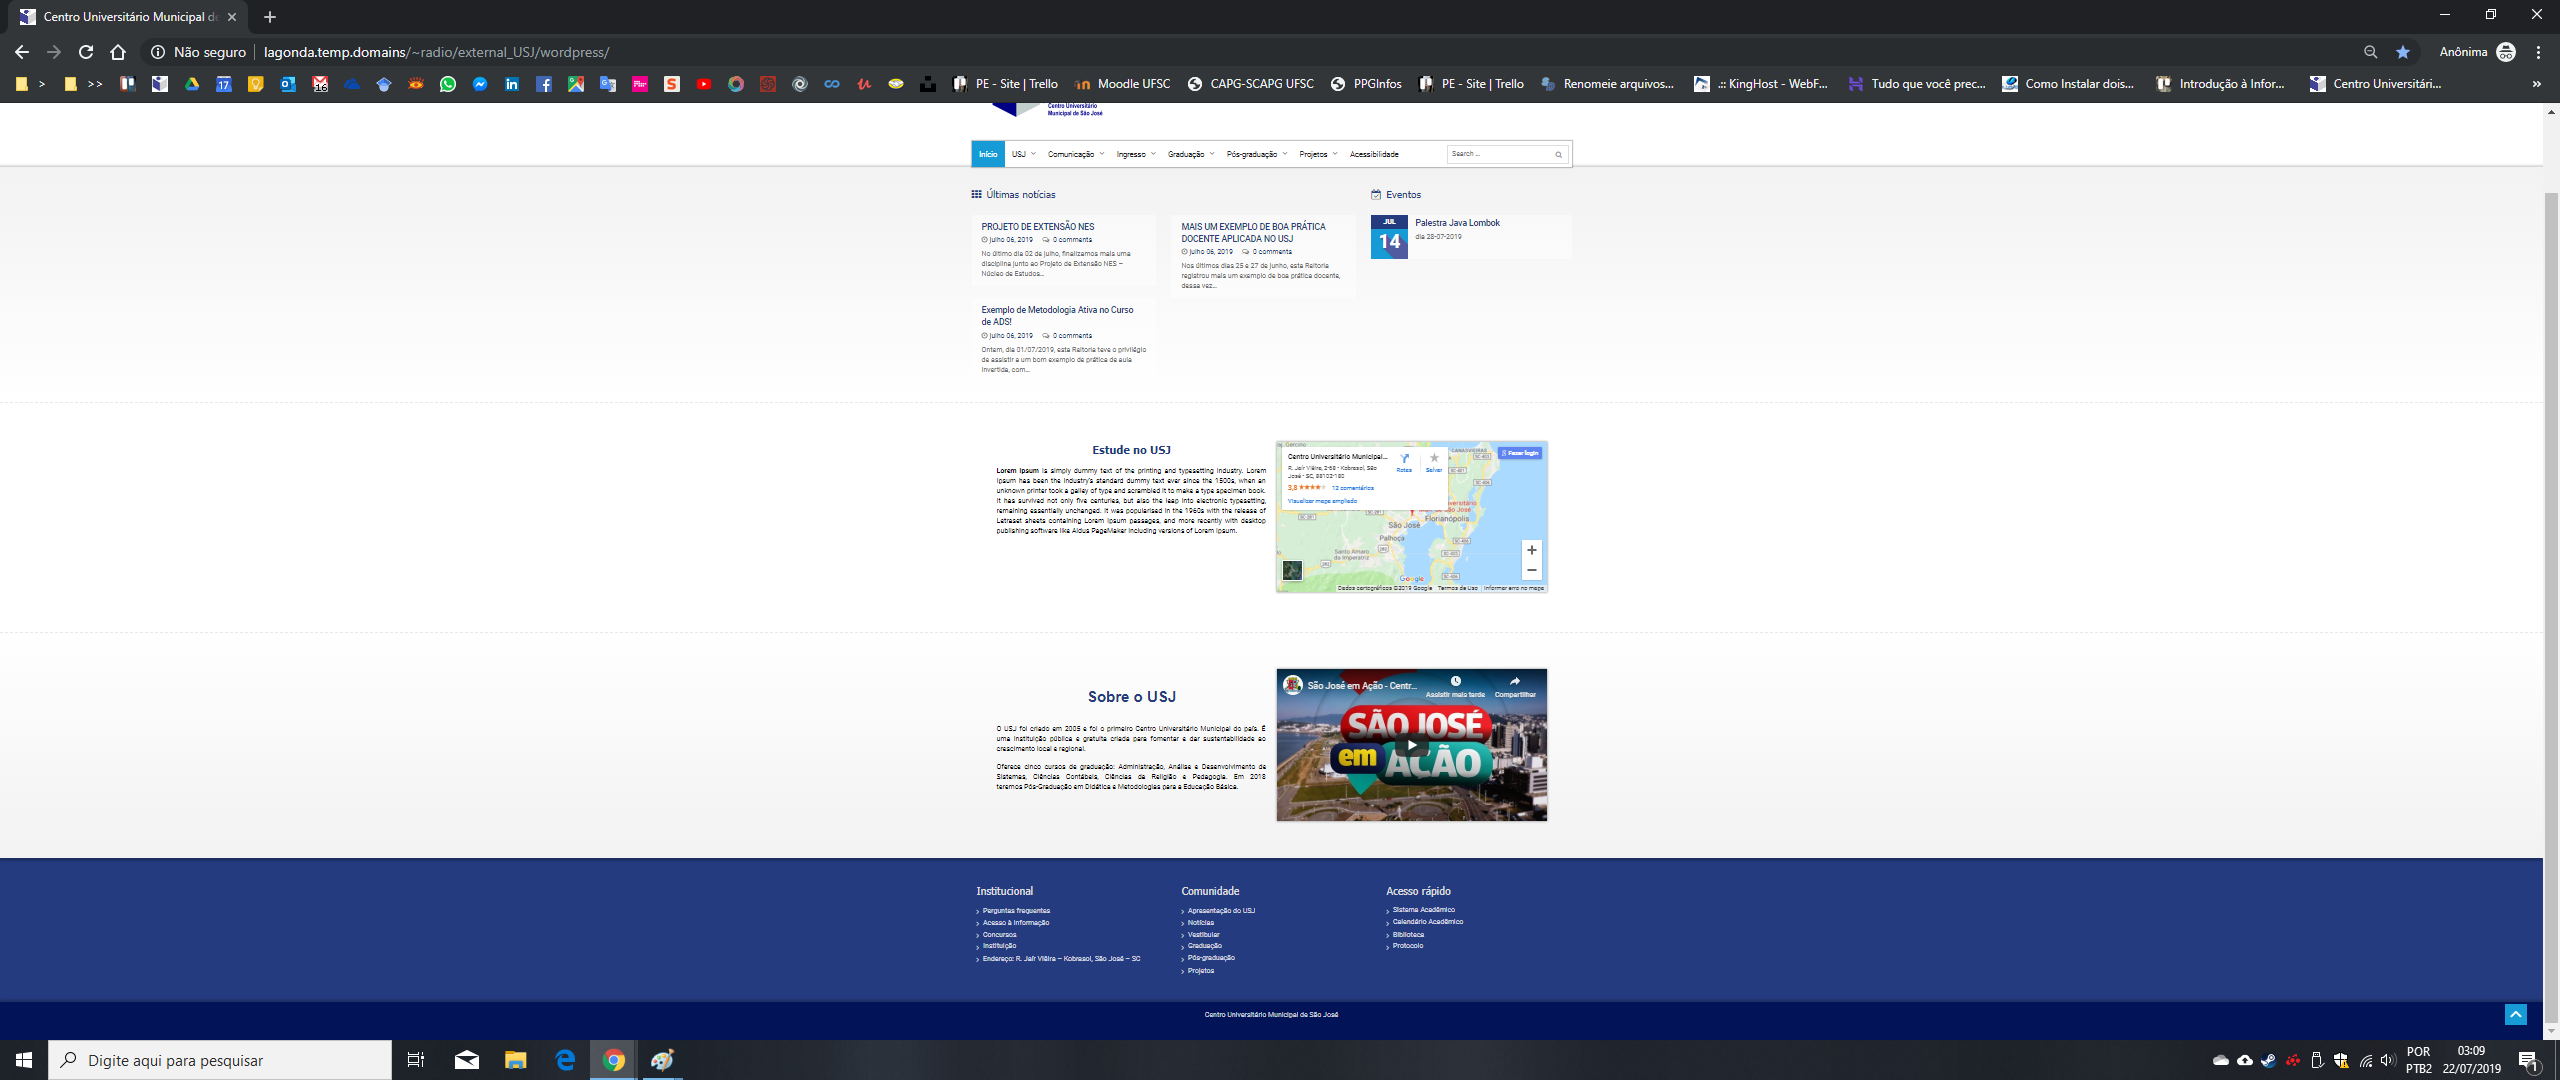 Centro Universitário Municipal de
Não seguro
lagonda.temp.domains/~radio/external_USJ/wordpress/
Anônima
>
>>
17
16
PE - Site | Trello
Moodle UFSC
CAPG-SCAPG UFSC
PPGInfos
PE - Site | Trello
Renomeie arquivos...
.:: KingHost - WebF...
Tudo que você prec...
Como Instalar dois...
Introdução à Infor...
Centro Universitári...
»
Centro Universitário
Municipal de São José
Início
USJ
Comunicação
Ingresso
Graduação
Pós-graduação
Projetos
Acessibilidade
Search ...
Últimas notícias
PROJETO DE EXTENSÃO NES
julho 06, 2019 0 comments
No último dia 02 de julho, finalizamos mais uma
disciplina junto ao Projeto de Extensão NES –
Núcleo de Estudos...
MAIS UM EXEMPLO DE BOA PRÁTICA
DOCENTE APLICADA NO USJ
julho 06, 2019 0 comments
Nos últimos dias 25 e 27 de junho, esta Reitoria
registrou mais um exemplo de boa prática docente,
dessa vez...
Exemplo de Metodologia Ativa no Curso
de ADS!
julho 06, 2019 0 comments
Ontem, dia 01/07/2019, esta Reitoria teve o privilégio
de assistir a um bom exemplo de prática de aula
invertida, com...
Eventos
JUL
14
Palestra Java Lombok
dia 28-07-2019
Estude no USJ
Lorem Ipsum is simply dummy text of the printing and typesetting industry. Lorem
Ipsum has been the industry's standard dummy text ever since the 1500s, when an
unknown printer took a galley of type and scrambled it to make a type specimen book.
It has survived not only five centuries, but also the leap into electronic typesetting,
remaining essentially unchanged. It was popularised in the 1960s with the release of
Letraset sheets containing Lorem Ipsum passages, and more recently with desktop
publishing software like Aldus PageMaker including versions of Lorem Ipsum.
Centro Universitário Municipal...
R. Jair Vieira, 268 - Kobrasol, São
José - SC, 88102-180
3,8 12 comentários
Visualizar mapa ampliado
Rotas
Salvar
Fazer login
CANASVIEIRAS
São José
Florianópolis
Palhoça
Santo Amaro
da Imperatriz
Google
Dados cartográficos ©2019 Google Termos de Uso Informar erro no mapa
Sobre o USJ
O USJ foi criado em 2005 e foi o primeiro Centro Universitário Municipal do país. É
uma instituição pública e gratuita criada para fomentar e dar sustentabilidade ao
crescimento local e regional.
Oferece cinco cursos de graduação: Administração, Análise e Desenvolvimento de
Sistemas, Ciências Contábeis, Ciências da Religião e Pedagogia. Em 2018
teremos Pós-Graduação em Didática e Metodologias para a Educação Básica.
São José em Ação - Centr...
Assistir mais tarde
Compartilhar
SÃO JOSÉ
em AÇÃO
Institucional
Perguntas frequentes
Acesso à Informação
Concursos
Instituição
Endereço: R. Jair Viêira – Kobrasol, São José – SC
Comunidade
Apresentação do USJ
Notícias
Vestibular
Graduação
Pós-graduação
Projetos
Acesso rápido
Sistema Acadêmico
Calendário Acadêmico
Biblioteca
Protocolo
Centro Universitário Municipal de São José
Digite aqui para pesquisar
POR
PTB2
03:09
22/07/2019
1